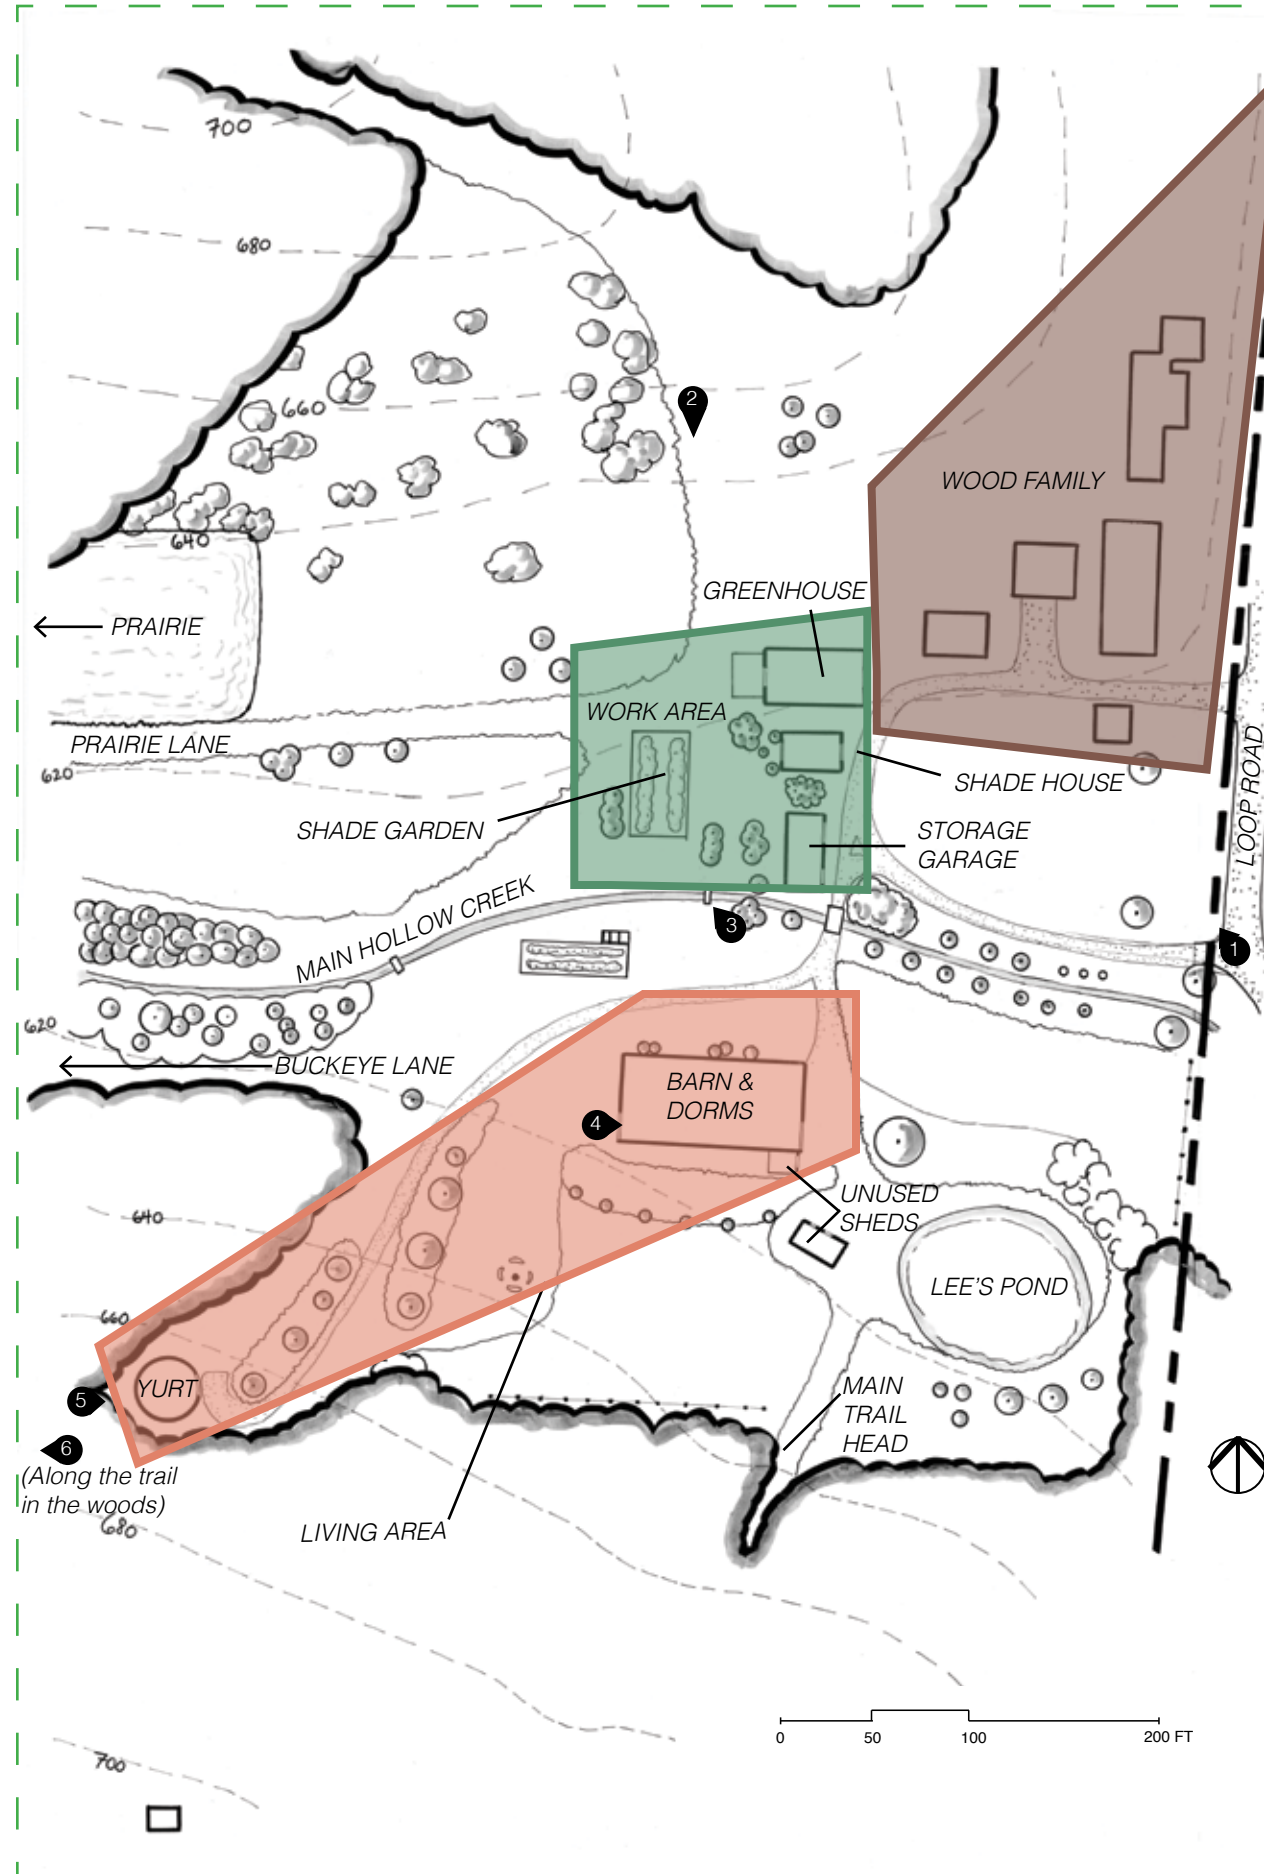 700
680
660
2
WOOD FAMILY
640
GREENHOUSE
PRAIRIE
WORK AREA
PRAIRIE LANE
620
SHADE HOUSE
LOOP ROAD
SHADE GARDEN
STORAGE
GARAGE
MAIN HOLLOW CREEK
3
1
620
BUCKEYE LANE
BARN &
DORMS
4
UNUSED
SHEDS
640
LEE'S POND
660
YURT
5
MAIN
TRAIL
HEAD
6
(Along the trail
in the woods)
680
LIVING AREA
0 50 100 200 FT
700